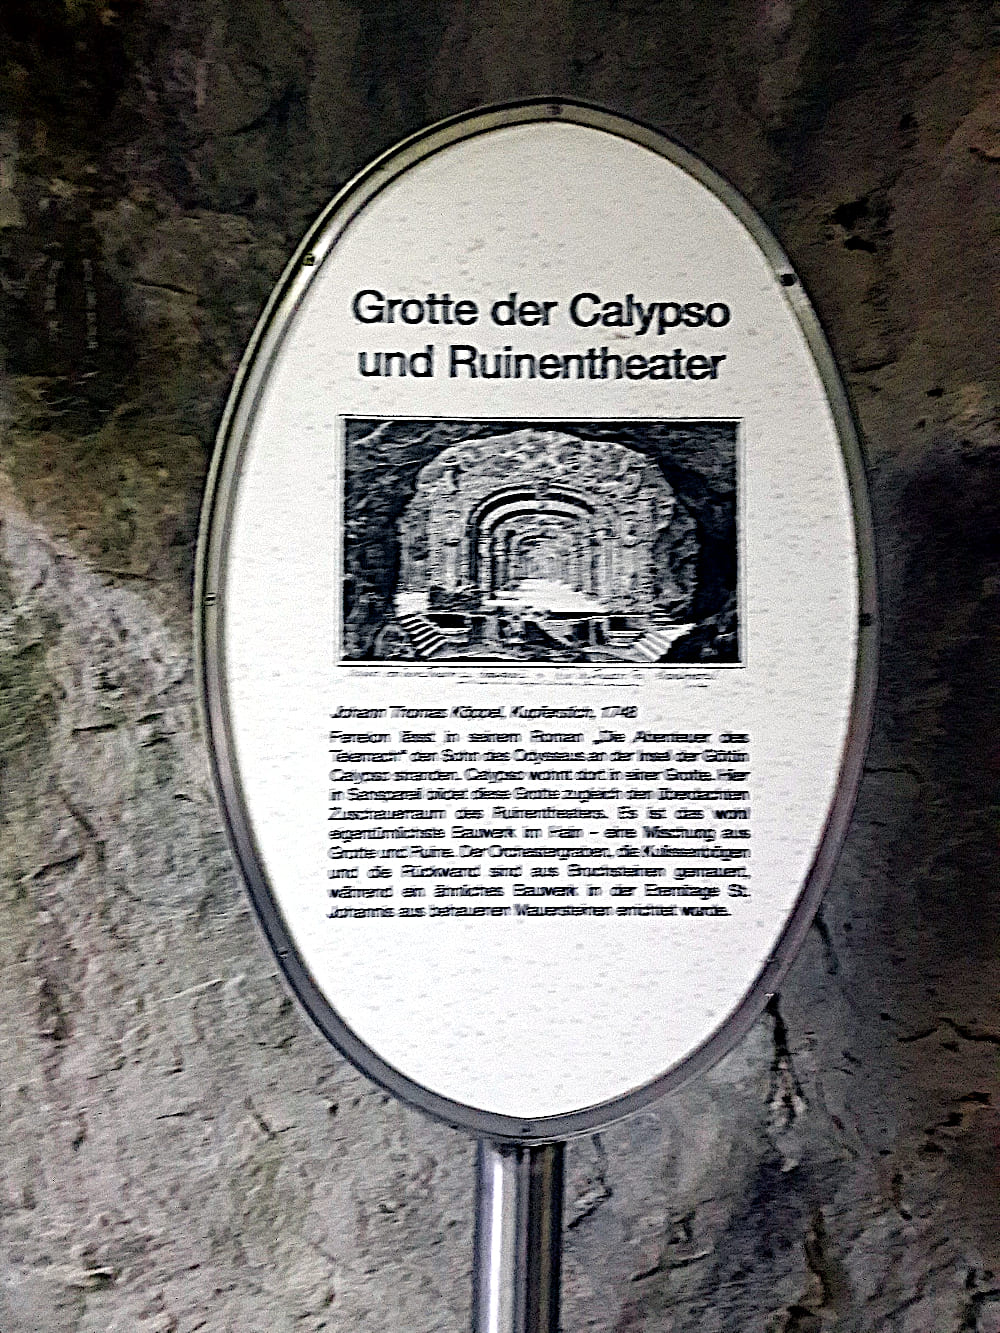 Grotte der Calypso
und Ruinentheater
Johann Thomas Köppel, Kupferstich, 1748
Fenelon lässt in seinem Roman „Die Abenteuer des
Telemach" den Sohn des Odysseus an der Insel der Göttin
Calypso stranden. Calypso wohnt dort in einer Grotte. Hier
in Sanspareil bildet diese Grotte zugleich den überdachten
Zuschauerraum des Ruinentheaters. Es ist das wohl
eigentümlichste Bauwerk im Hain – eine Mischung aus
Grotte und Ruine. Der Orchestergraben, die Kulissenbögen
und die Rückwand sind aus Bruchsteinen gemauert,
während ein ähnliches Bauwerk in der Eremitage St.
Johannis aus behauenen Mauersteinen errichtet wurde.